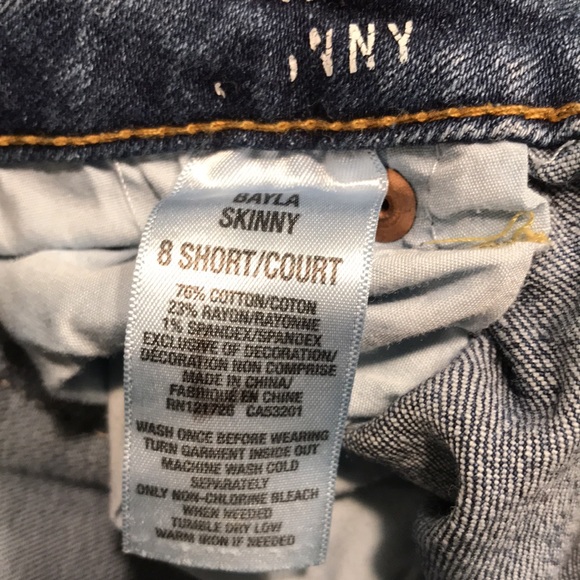 NNY
BAYLA
SKINNY
8 SHORT/COURT
76% COTTON/COTON
23% RAYON/RAYONNE
1% SPANDEX/SPANDEX
EXCLUSIVE OF DECORATION/
DÉCORATION NON COMPRISE
MADE IN CHINA/
FABRIQUÉ EN CHINE
RN121726 CA53201
WASH ONCE BEFORE WEARING
TURN GARMENT INSIDE OUT
MACHINE WASH COLD
SEPARATELY
ONLY NON-CHLORINE BLEACH
WHEN NEEDED
TUMBLE DRY LOW
WARM IRON IF NEEDED